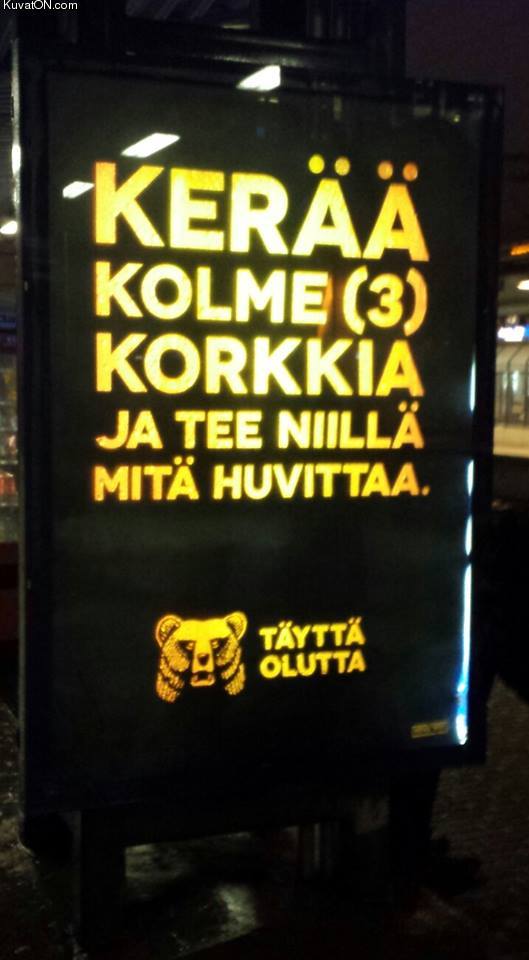 KuvatON.com
KERÄÄ
KOLME (3)
KORKKIA
JA TEE NIILLÄ
MITÄ HUVITTAA.
TÄYTTÄ
OLUTTA